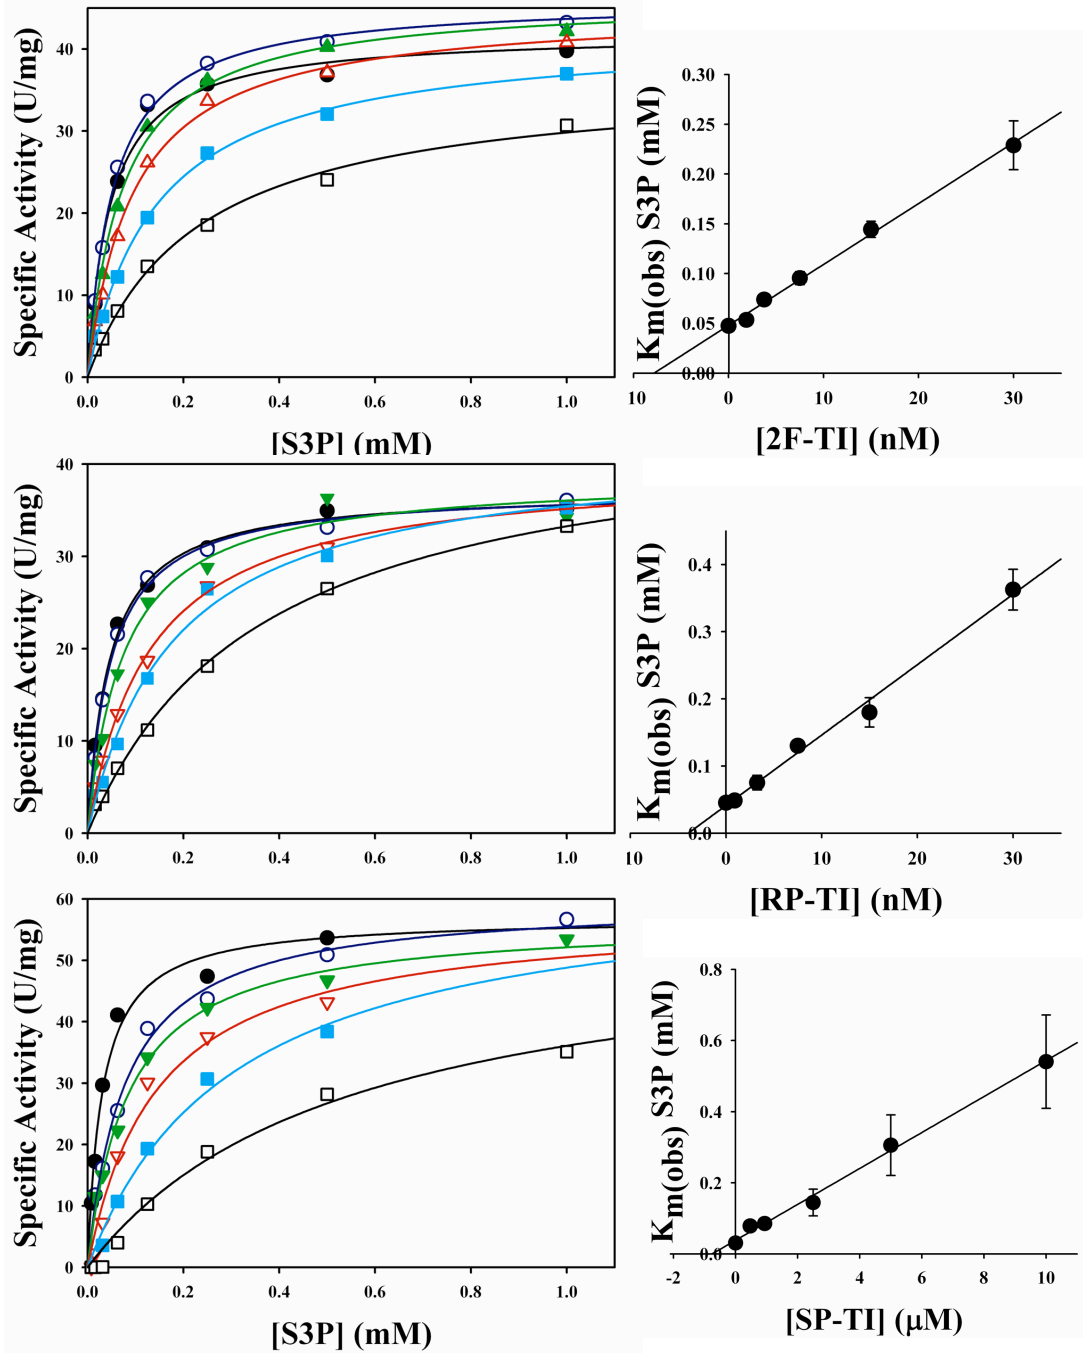 Specific Activity (U/mg)
40
30
20
10
0
0.0 0.2 0.4 0.6 0.8 1.0
[S3P] (mM)
Km(obs) S3P (mM)
0.30
0.25
0.20
0.15
0.10
0.05
0.00
10 0 10 20 30
[2F-TI] (nM)
Specific Activity (U/mg)
40
30
20
10
0
0.0 0.2 0.4 0.6 0.8 1.0
Km(obs) S3P (mM)
0.4
0.3
0.2
0.1
0.0
10 0 10 20 30
[RP-TI] (nM)
Specific Activity (U/mg)
60
50
40
30
20
10
0
0.0 0.2 0.4 0.6 0.8 1.0
[S3P] (mM)
Km(obs) S3P (mM)
0.8
0.6
0.4
0.2
0.0
-2 0 2 4 6 8 10
[SP-TI] (μM)